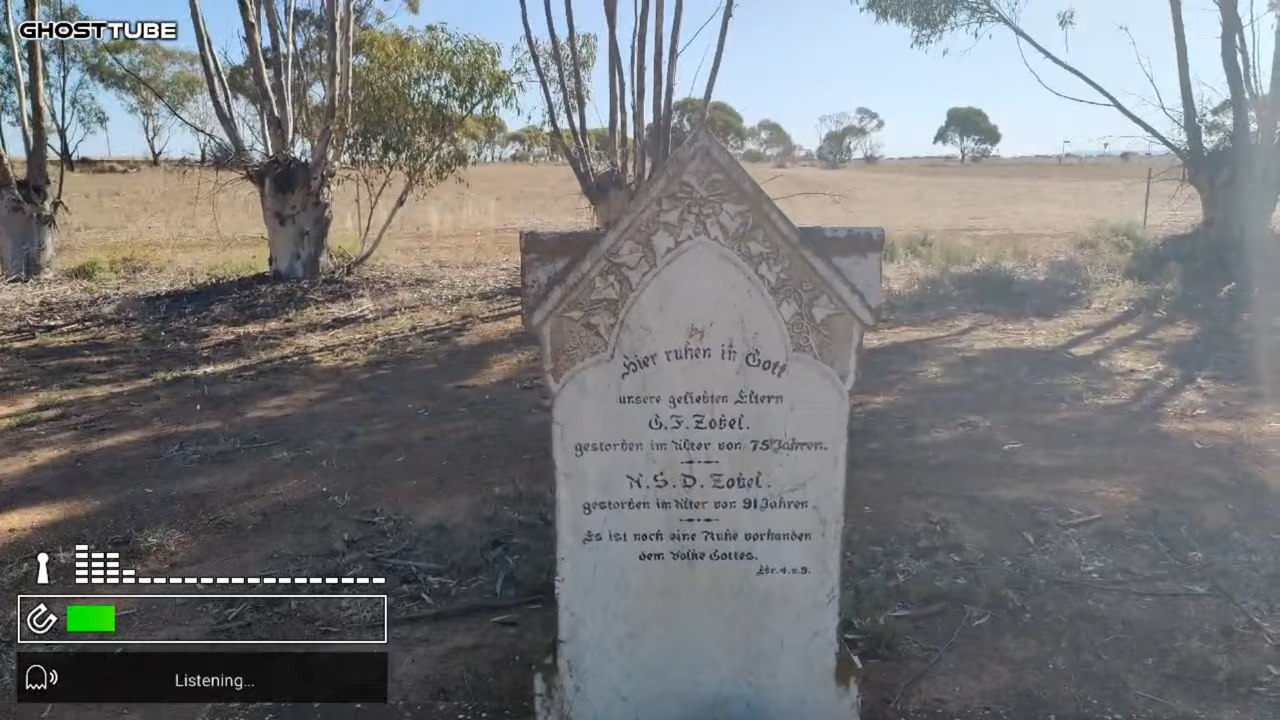 GHOSTTUBE
Hier ruhen in Gott
unsere geliebten Eltern
G.F. Zobel.
gestorben im Alter von 75 Jahren.
N.S.D. Zobel.
gestorben im Alter von 91 Jahren.
Es ist noch eine Ruhe vorhanden
dem Volke Gottes.
Ebr. 4. v. 9.
Listening...